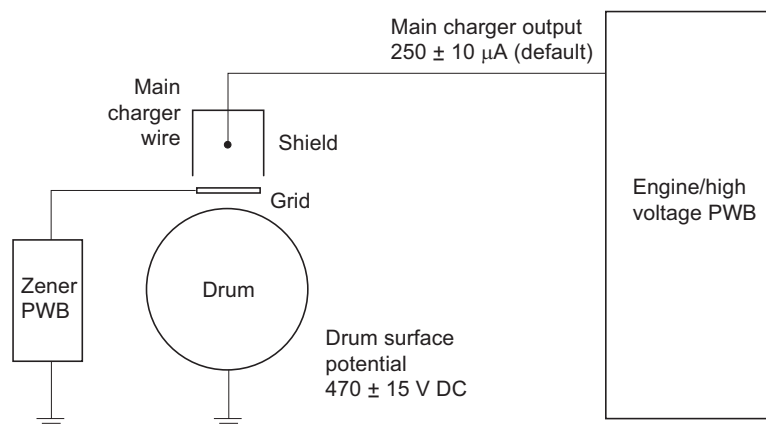 Main charger output
250 ± 10 μA (default)
Main
charger
wire
Shield
Grid
Engine/high
voltage PWB
Zener
PWB
Drum
Drum surface
potential
470 ± 15 V DC